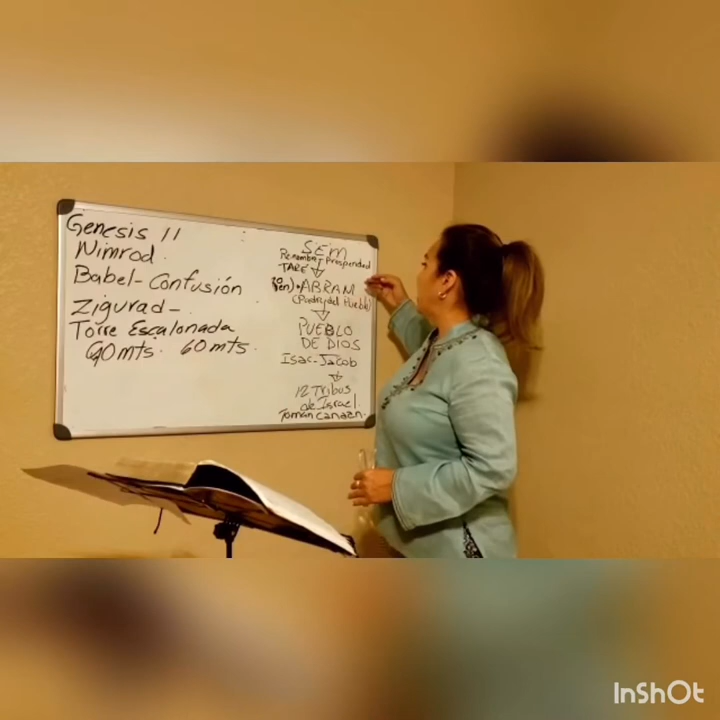 Genesis 11
Nimrod.
Babel - Confusión
Zigurad -
Torre Escalonada
90 mts. 60 mts.
SEM
Renombre y Prosperidad
TARE
ABRAM
(Padre del Pueblo)
PUEBLO
DE DIOS
Isac - Jacob
12 Tribus
de Israel.
Toman Canaan.
InShOt